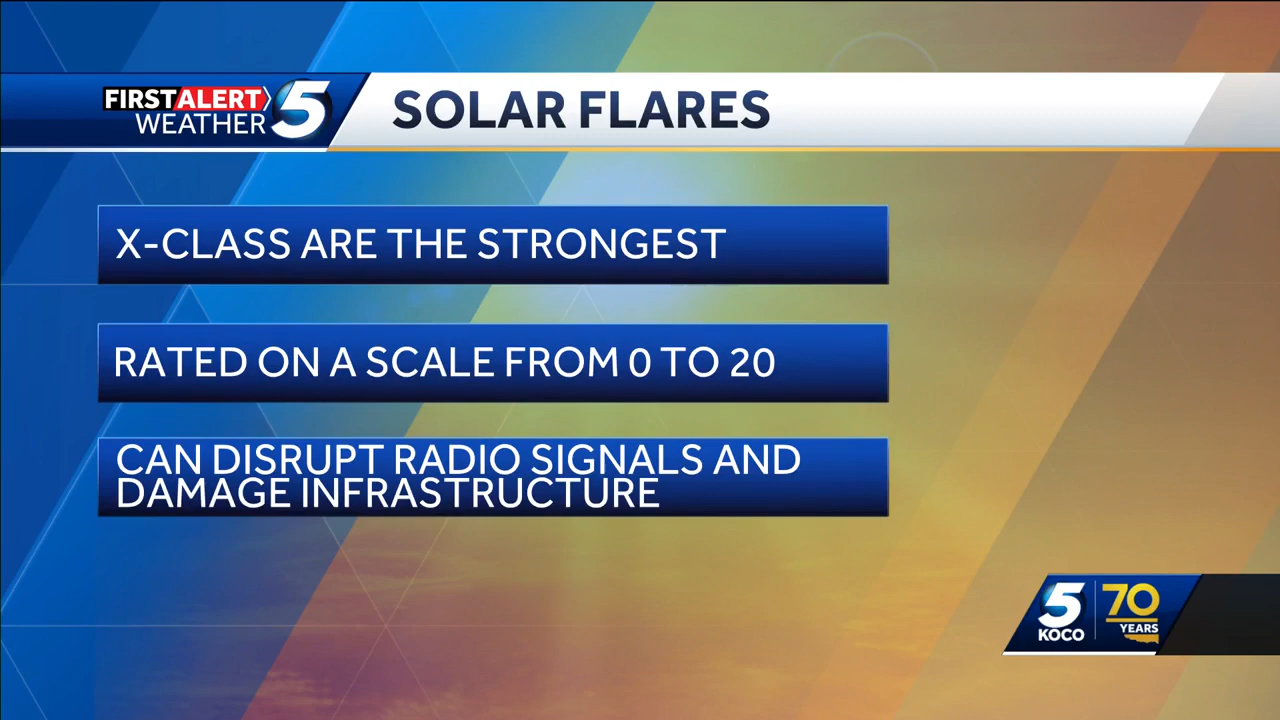 FIRST ALERT 5
WEATHER
SOLAR FLARES
X-CLASS ARE THE STRONGEST
RATED ON A SCALE FROM 0 TO 20
CAN DISRUPT RADIO SIGNALS AND
DAMAGE INFRASTRUCTURE
5 70
KOCO YEARS